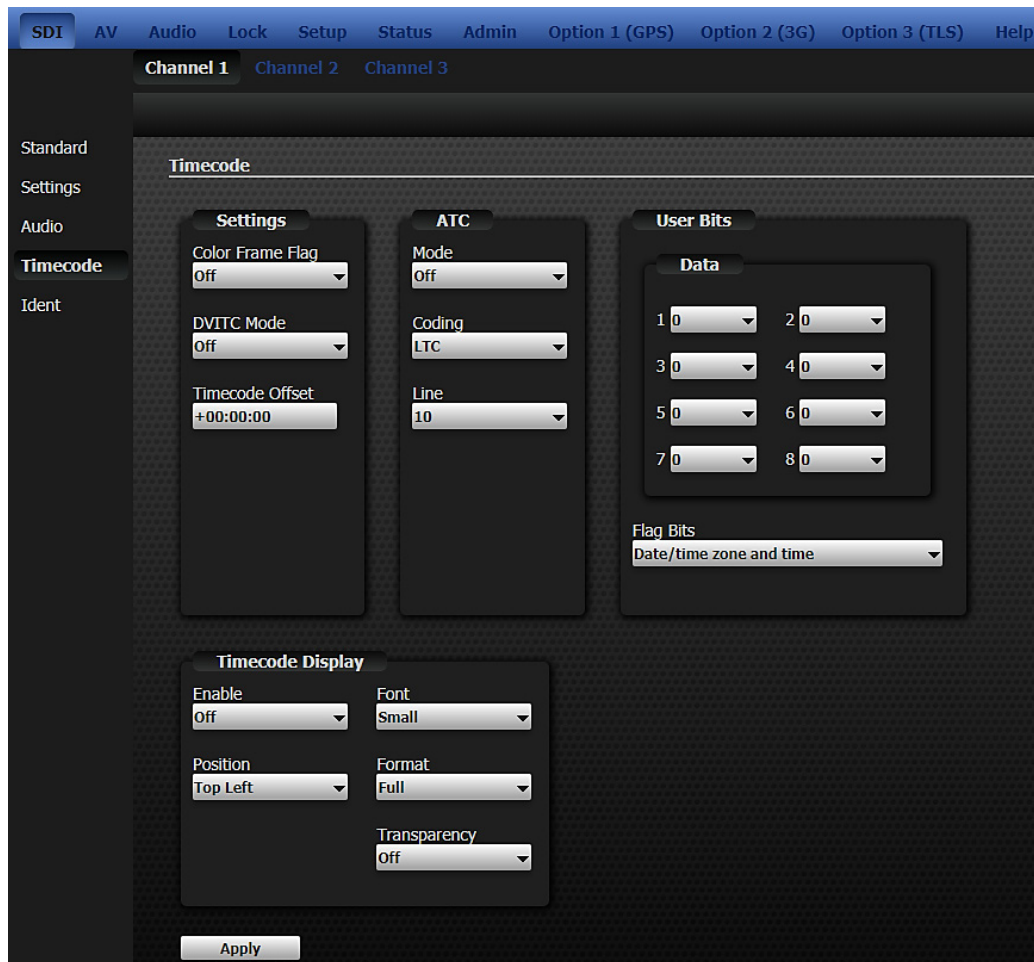 SDI AV Audio Lock Setup Status Admin Option 1 (GPS) Option 2 (3G) Option 3 (TLS) Help
Channel 1 Channel 2 Channel 3
Standard
Settings
Audio
Timecode
Ident
Timecode
Settings
Color Frame Flag
Off
DVITC Mode
Off
Timecode Offset
+00:00:00
ATC
Mode
Off
Coding
LTC
Line
10
User Bits
Data
1 0 2 0
3 0 4 0
5 0 6 0
7 0 8 0
Flag Bits
Date/time zone and time
Timecode Display
Enable
Off
Position
Top Left
Font
Small
Format
Full
Transparency
Off
Apply